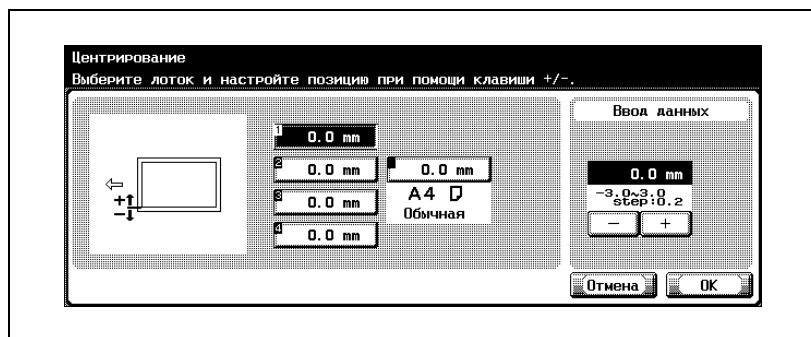 Центрирование
Выберите лоток и настройте позицию при помощи клавиши +/-.
+
-
1 0.0 mm
2 0.0 mm
3 0.0 mm
4 0.0 mm
0.0 mm
A4
Обычная
Ввод данных
0.0 mm
-3.0~3.0
step:0.2
- +
Отмена OK